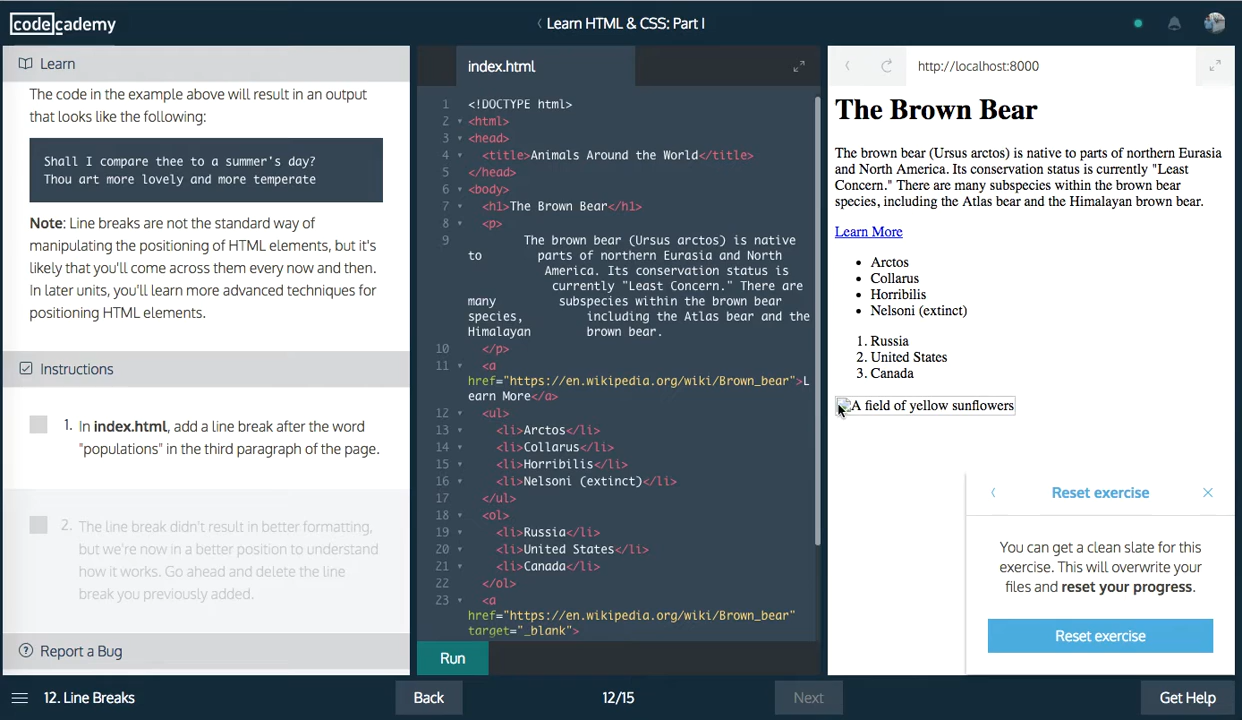 codecademy
Learn HTML & CSS: Part I
Learn
The code in the example above will result in an output
that looks like the following:
Shall I compare thee to a summer's day?
Thou art more lovely and more temperate
Note: Line breaks are not the standard way of
manipulating the positioning of HTML elements, but it's
likely that you'll come across them every now and then.
In later units, you'll learn more advanced techniques for
positioning HTML elements.
Instructions
1. In index.html, add a line break after the word
"populations" in the third paragraph of the page.
2. The line break didn't result in better formatting,
but we're now in a better position to understand
how it works. Go ahead and delete the line
break you previously added.
Report a Bug
index.html
1 <!DOCTYPE html>
2 <html>
3 <head>
4 <title>Animals Around the World</title>
5 </head>
6 <body>
7 <h1>The Brown Bear</h1>
8 <p>
9 The brown bear (Ursus arctos) is native
to parts of northern Eurasia and North
America. Its conservation status is
currently "Least Concern." There are
many subspecies within the brown bear
species, including the Atlas bear and the
Himalayan brown bear.
10 </p>
11 <a
href="https://en.wikipedia.org/wiki/Brown_bear">L
earn More</a>
12 <ul>
13 <li>Arctos</li>
14 <li>Collarus</li>
15 <li>Horribilis</li>
16 <li>Nelsoni (extinct)</li>
17 </ul>
18 <ol>
19 <li>Russia</li>
20 <li>United States</li>
21 <li>Canada</li>
22 </ol>
23 <a
href="https://en.wikipedia.org/wiki/Brown_bear"
target="_blank">
Run
http://localhost:8000
The Brown Bear
The brown bear (Ursus arctos) is native to parts of northern Eurasia
and North America. Its conservation status is currently "Least
Concern." There are many subspecies within the brown bear
species, including the Atlas bear and the Himalayan brown bear.
Learn More
• Arctos
• Collarus
• Horribilis
• Nelsoni (extinct)
1. Russia
2. United States
3. Canada
A field of yellow sunflowers
Reset exercise
You can get a clean slate for this
exercise. This will overwrite your
files and reset your progress.
Reset exercise
12. Line Breaks
Back
12/15
Next
Get Help